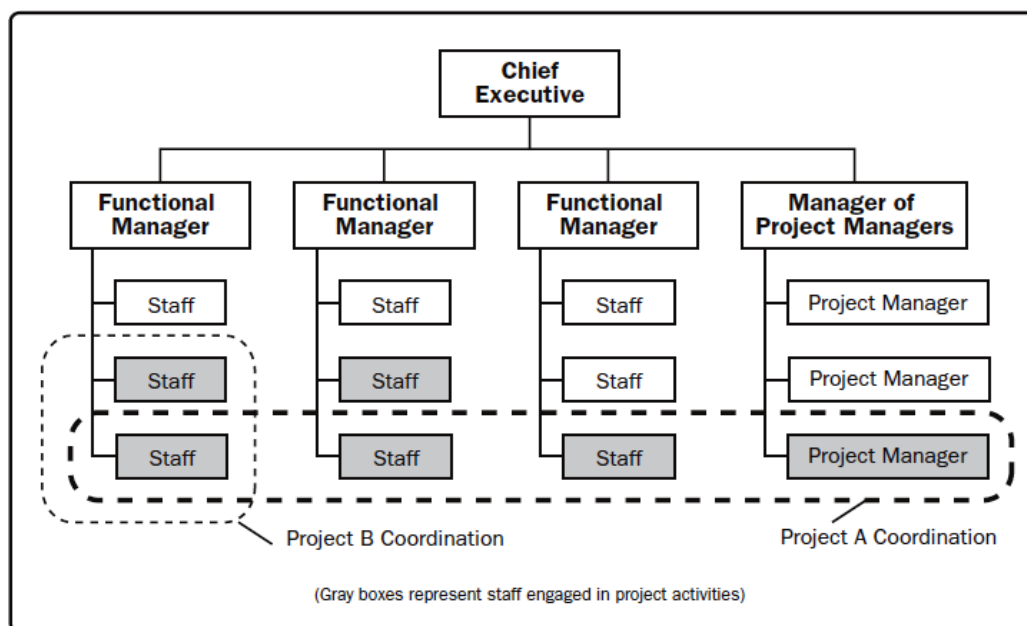 Chief
Executive
Functional
Manager
Functional
Manager
Functional
Manager
Manager of
Project Managers
Staff
Staff
Staff
Project Manager
Staff
Staff
Staff
Project Manager
Staff
Staff
Staff
Project Manager
Project B Coordination
Project A Coordination
(Gray boxes represent staff engaged in project activities)